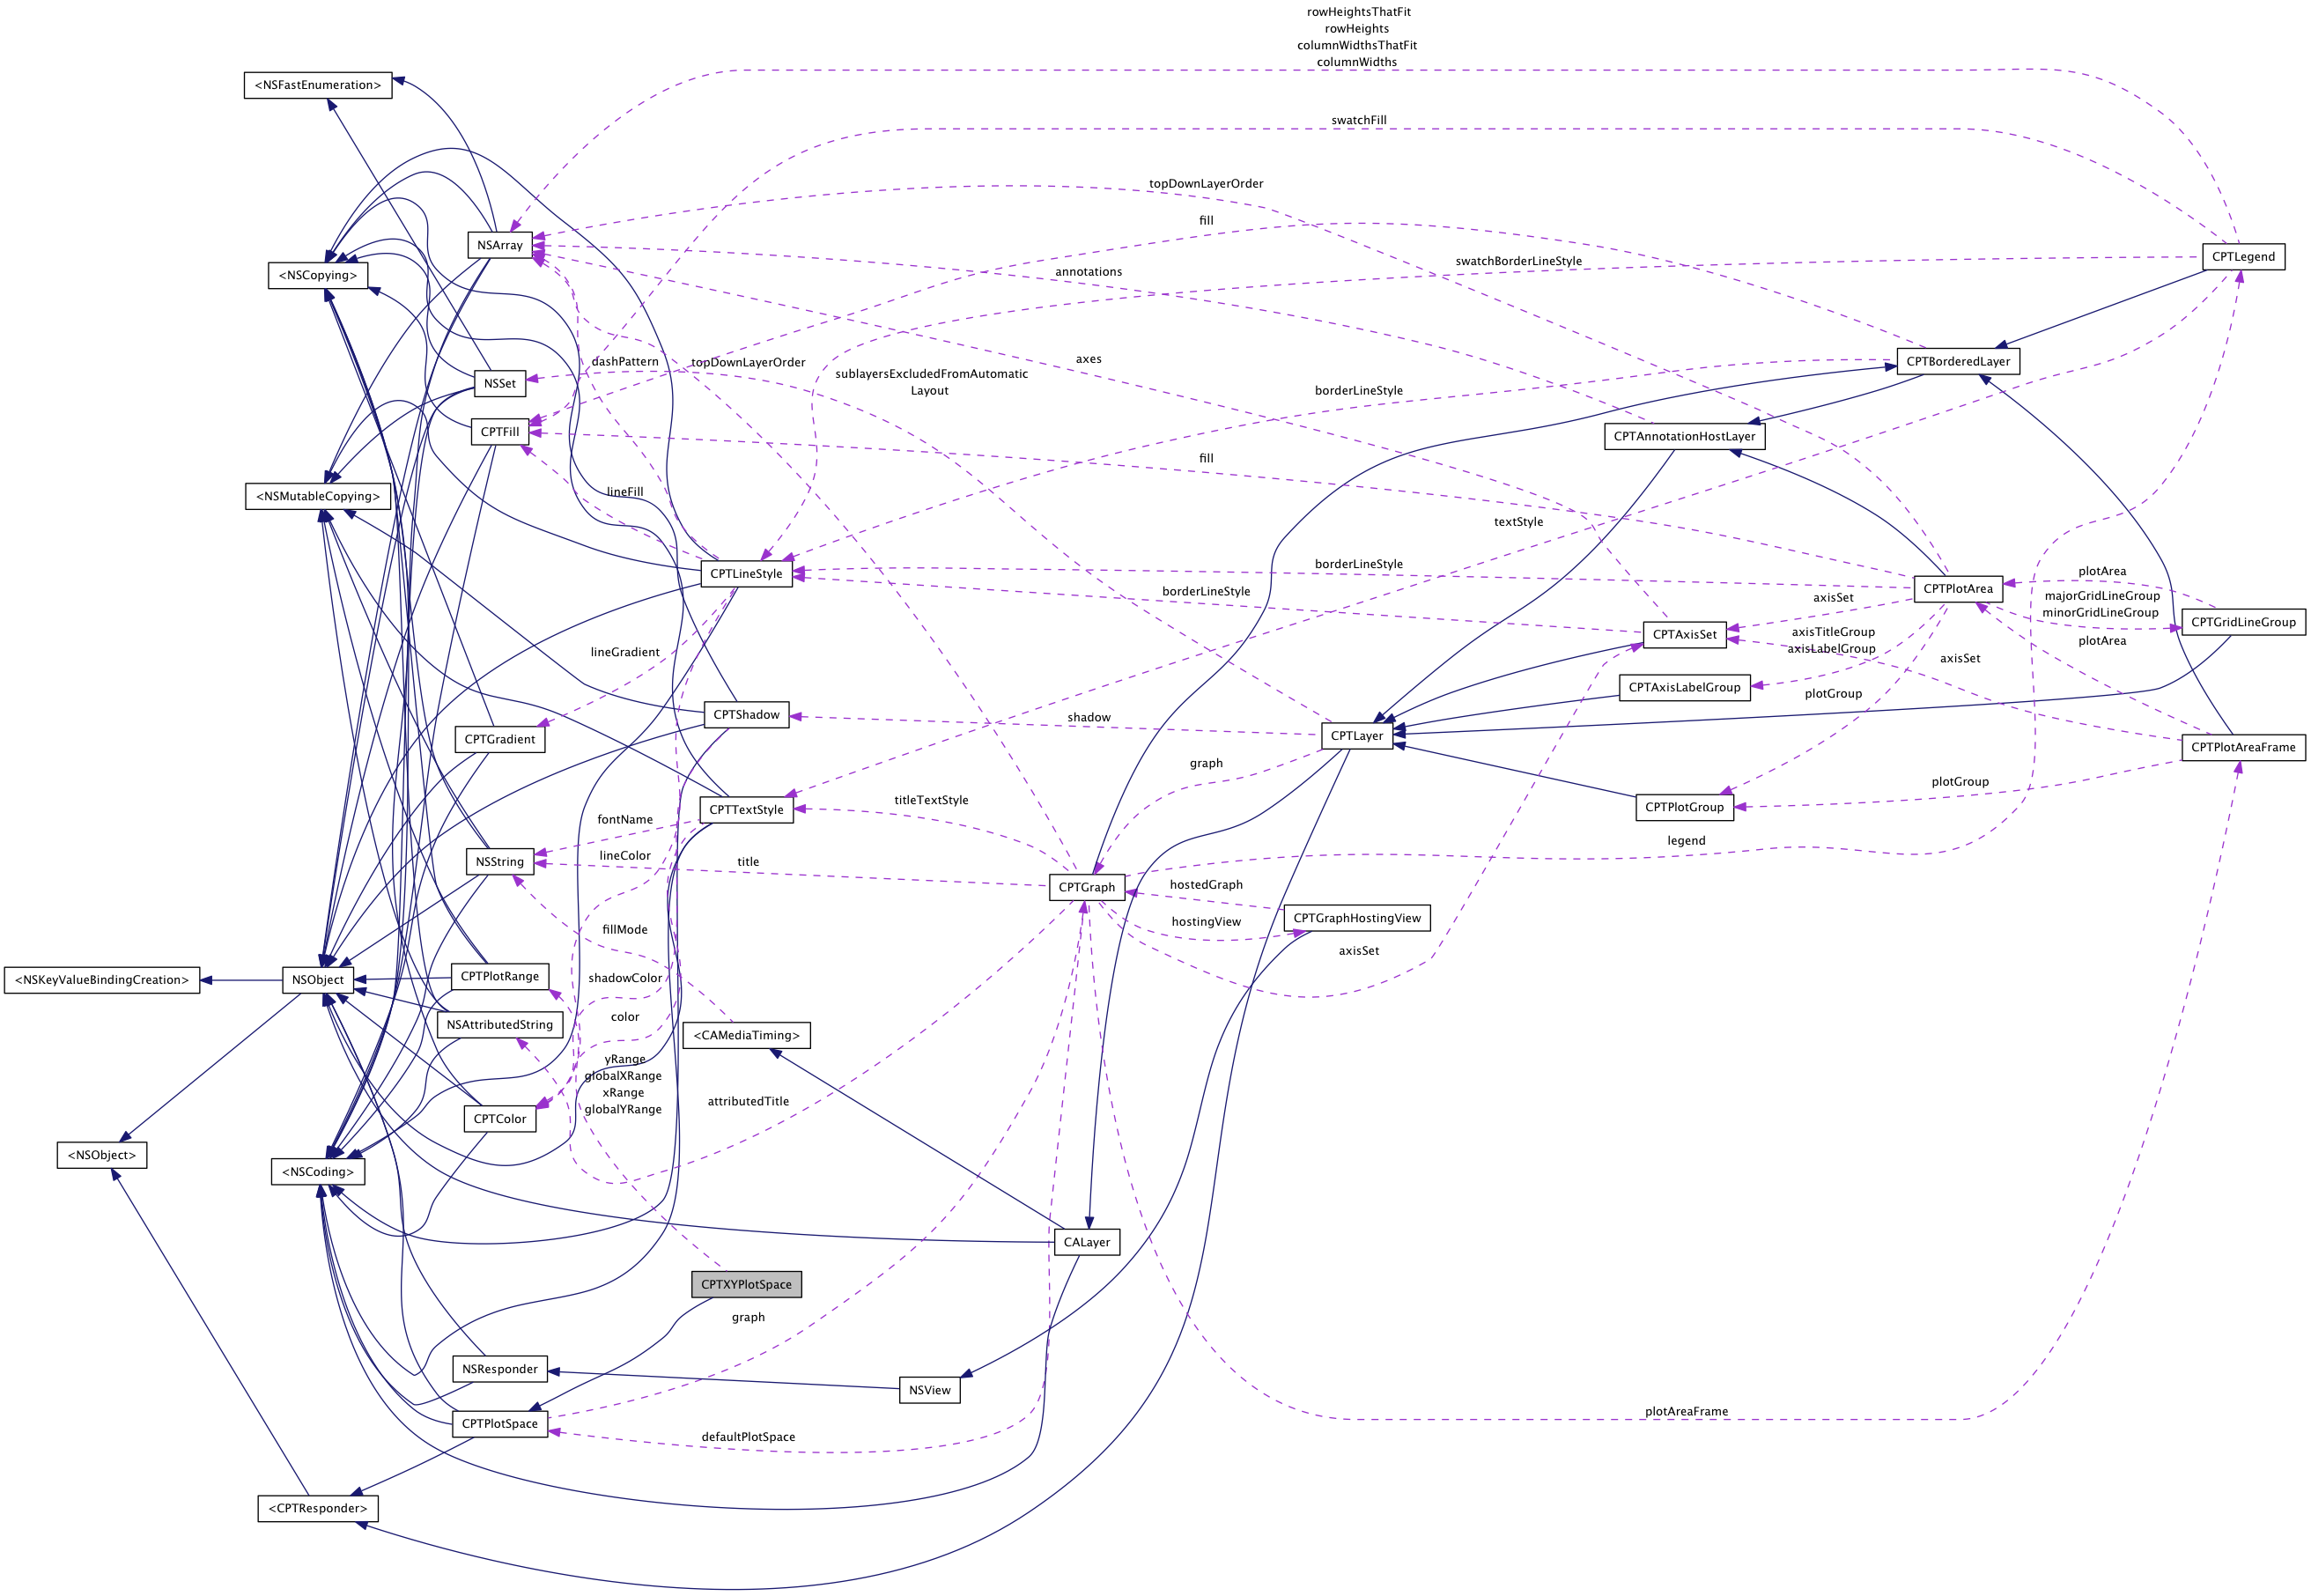 rowHeightsThatFit
rowHeights
columnWidthsThatFit
columnWidths
<NSFastEnumeration>
swatchFill
topDownLayerOrder
fill
NSArray
CPTLegend
swatchBorderLineStyle
<NSCopying>
annotations
dashPattern
topDownLayerOrder
axes
CPTBorderedLayer
sublayersExcludedFromAutomatic
Layout
NSSet
borderLineStyle
CPTFill
CPTAnnotationHostLayer
fill
<NSMutableCopying>
lineFill
textStyle
CPTLineStyle
borderLineStyle
plotArea
CPTPlotArea
borderLineStyle
axisSet
majorGridLineGroup
minorGridLineGroup
CPTGridLineGroup
CPTAxisSet
axisTitleGroup
axisLabelGroup
plotArea
lineGradient
axisSet
CPTAxisLabelGroup
plotGroup
CPTShadow
shadow
CPTGradient
CPTLayer
CPTPlotAreaFrame
graph
plotGroup
CPTTextStyle
titleTextStyle
CPTPlotGroup
fontName
legend
NSString
lineColor
title
CPTGraph
hostedGraph
CPTGraphHostingView
fillMode
hostingView
axisSet
<NSKeyValueBindingCreation>
NSObject
CPTPlotRange
shadowColor
NSAttributedString
color
<CAMediaTiming>
yRange
globalXRange
xRange
globalYRange
attributedTitle
CPTColor
<NSObject>
<NSCoding>
CALayer
CPTXYPlotSpace
graph
NSResponder
NSView
plotAreaFrame
CPTPlotSpace
defaultPlotSpace
<CPTResponder>